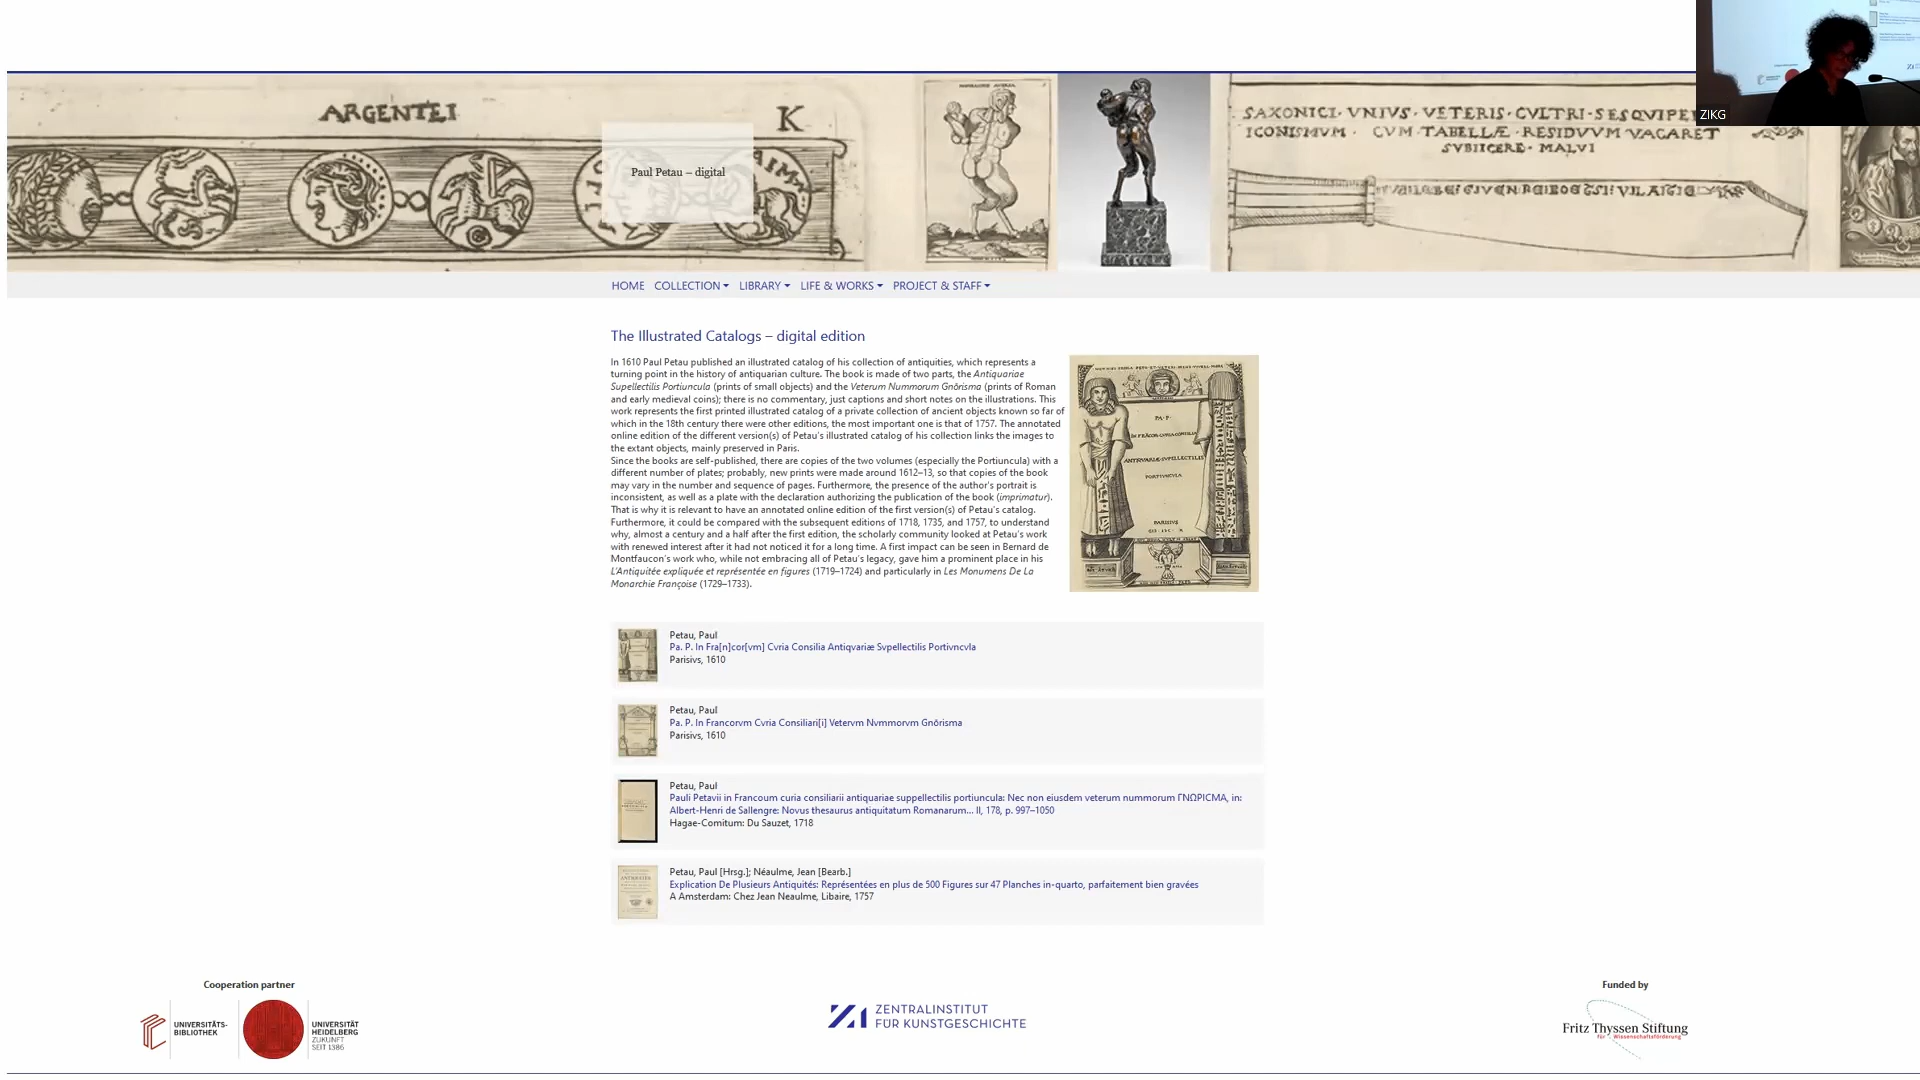 ARGENTEI
K
Paul Petau – digital
SAXONICI · VNIVS · VETERIS · CVLTRI · SESQVIPE
ICONISMVM · CVM · TABELLÆ · RESIDVVM VACARET
SVBIICERE · MALVI
ZIKG
HOME COLLECTION LIBRARY LIFE & WORKS PROJECT & STAFF
The Illustrated Catalogs – digital edition
In 1610 Paul Petau published an illustrated catalog of his collection of antiquities, which represents a
turning point in the history of antiquarian culture. The book is made of two parts, the Antiquariae
Supellectilis Portiuncula (prints of small objects) and the Veterum Nummorum Gnōrisma (prints of Roman
and early medieval coins); there is no commentary, just captions and short notes on the illustrations. This
work represents the first printed illustrated catalog of a private collection of ancient objects known so far of
which in the 18th century there were other editions, the most important one is that of 1757. The annotated
online edition of the different version(s) of Petau's illustrated catalog of his collection links the images to
the extant objects, mainly preserved in Paris.
Since the books are self-published, there are copies of the two volumes (especially the Portiuncula) with a
different number of plates; probably, new prints were made around 1612–13, so that copies of the book
may vary in the number and sequence of pages. Furthermore, the presence of the author's portrait is
inconsistent, as well as a plate with the declaration authorizing the publication of the book (imprimatur).
That is why it is relevant to have an annotated online edition of the first version(s) of Petau's catalog.
Furthermore, it could be compared with the subsequent editions of 1718, 1735, and 1757, to understand
why, almost a century and a half after the first edition, the scholarly community looked at Petau's work
with renewed interest after it had not noticed it for a long time. A first impact can be seen in Bernard de
Montfaucon's work who, while not embracing all of Petau's legacy, gave him a prominent place in his
L'Antiquitée expliquée et représentée en figures (1719–1724) and particularly in Les Monumens De La
Monarchie Françoise (1729–1733).
PA · P ·
IN FRĀCOR · CVRIA CONSILIA
ANTIQVARIÆ · SVPELLECTILIS
PORTIVNCVLA
PARISIIS
Petau, Paul
Pa. P. In Fra[n]cor[vm] Cvria Consilia Antiqvariæ Svpellectilis Portivncvla
Parisivs, 1610
Petau, Paul
Pa. P. In Francorvm Cvria Consiliari[i] Vetervm Nvmmorvm Gnōrisma
Parisivs, 1610
Petau, Paul
Pauli Petavii in Francoum curia consiliarii antiquariae suppellectilis portiuncula: Nec non eiusdem veterum nummorum ΓΝΩΡΙCΜΑ, in:
Albert-Henri de Sallengre: Novus thesaurus antiquitatum Romanarum... II, 178, p. 997–1050
Hagae-Comitum: Du Sauzet, 1718
Petau, Paul [Hrsg.]; Néaulme, Jean [Bearb.]
Explication De Plusieurs Antiquités: Représentées en plus de 500 Figures sur 47 Planches in-quarto, parfaitement bien gravées
A Amsterdam: Chez Jean Neaulme, Libaire, 1757
Cooperation partner
UNIVERSITÄTS-
BIBLIOTHEK
UNIVERSITÄT
HEIDELBERG
ZUKUNFT
SEIT 1386
ZENTRALINSTITUT
FÜR KUNSTGESCHICHTE
Funded by
Fritz Thyssen Stiftung
für Wissenschaftsförderung